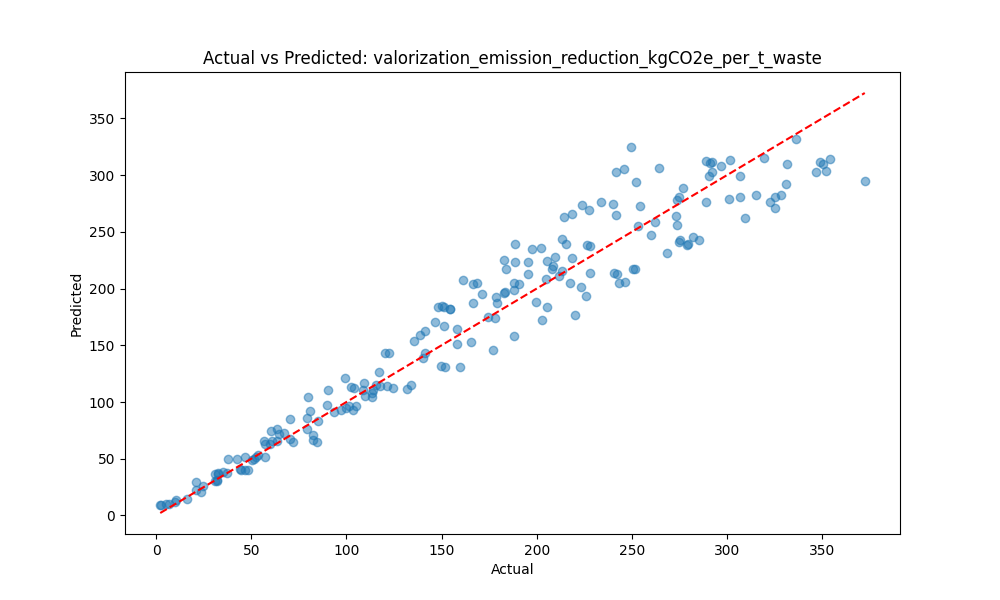 Actual vs Predicted: valorization_emission_reduction_kgCO2e_per_t_waste
350
300
250
200
150
100
50
0
Predicted
0 50 100 150 200 250 300 350
Actual